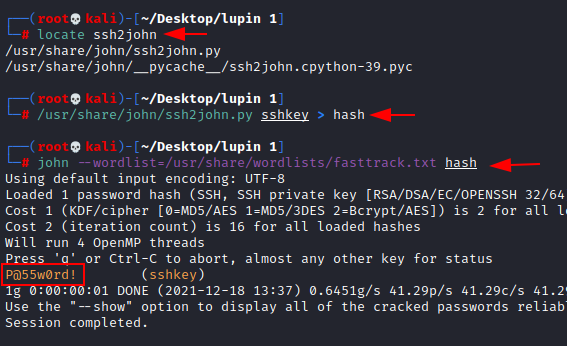 ┌──(root💀kali)-[~/Desktop/lupin 1]
└─# locate ssh2john
/usr/share/john/ssh2john.py
/usr/share/john/__pycache__/ssh2john.cpython-39.pyc
┌──(root💀kali)-[~/Desktop/lupin 1]
└─# /usr/share/john/ssh2john.py sshkey > hash
┌──(root💀kali)-[~/Desktop/lupin 1]
└─# john --wordlist=/usr/share/wordlists/fasttrack.txt hash
Using default input encoding: UTF-8
Loaded 1 password hash (SSH, SSH private key [RSA/DSA/EC/OPENSSH 32/64
Cost 1 (KDF/cipher [0=MD5/AES 1=MD5/3DES 2=Bcrypt/AES]) is 2 for all lo
Cost 2 (iteration count) is 16 for all loaded hashes
Will run 4 OpenMP threads
Press 'q' or Ctrl-C to abort, almost any other key for status
P@55w0rd! (sshkey)
1g 0:00:00:01 DONE (2021-12-18 13:37) 0.6451g/s 41.29p/s 41.29c/s 41.29
Use the "--show" option to display all of the cracked passwords reliab
Session completed.